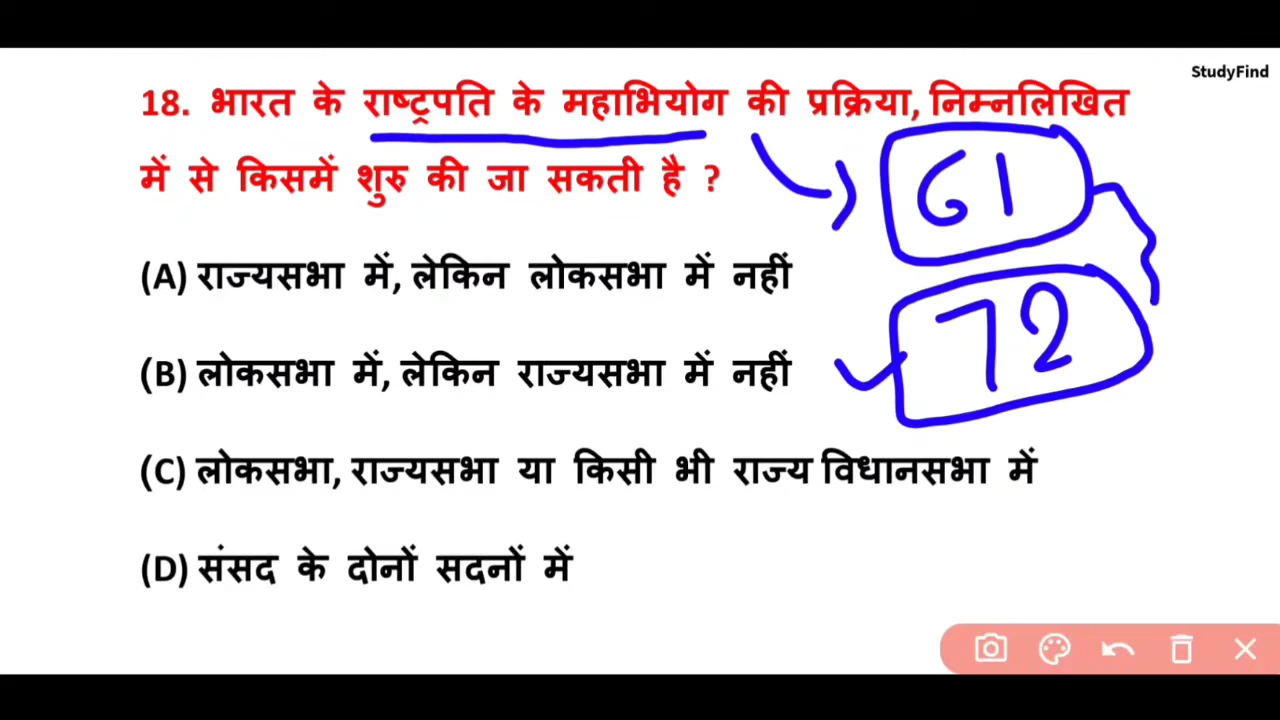 StudyFind
18. भारत के राष्ट्रपति के महाभियोग की प्रक्रिया, निम्नलिखित
में से किसमें शुरु की जा सकती है ?
61
(A) राज्यसभा में, लेकिन लोकसभा में नहीं
72
(B) लोकसभा में, लेकिन राज्यसभा में नहीं
(C) लोकसभा, राज्यसभा या किसी भी राज्य विधानसभा में
(D) संसद के दोनों सदनों में